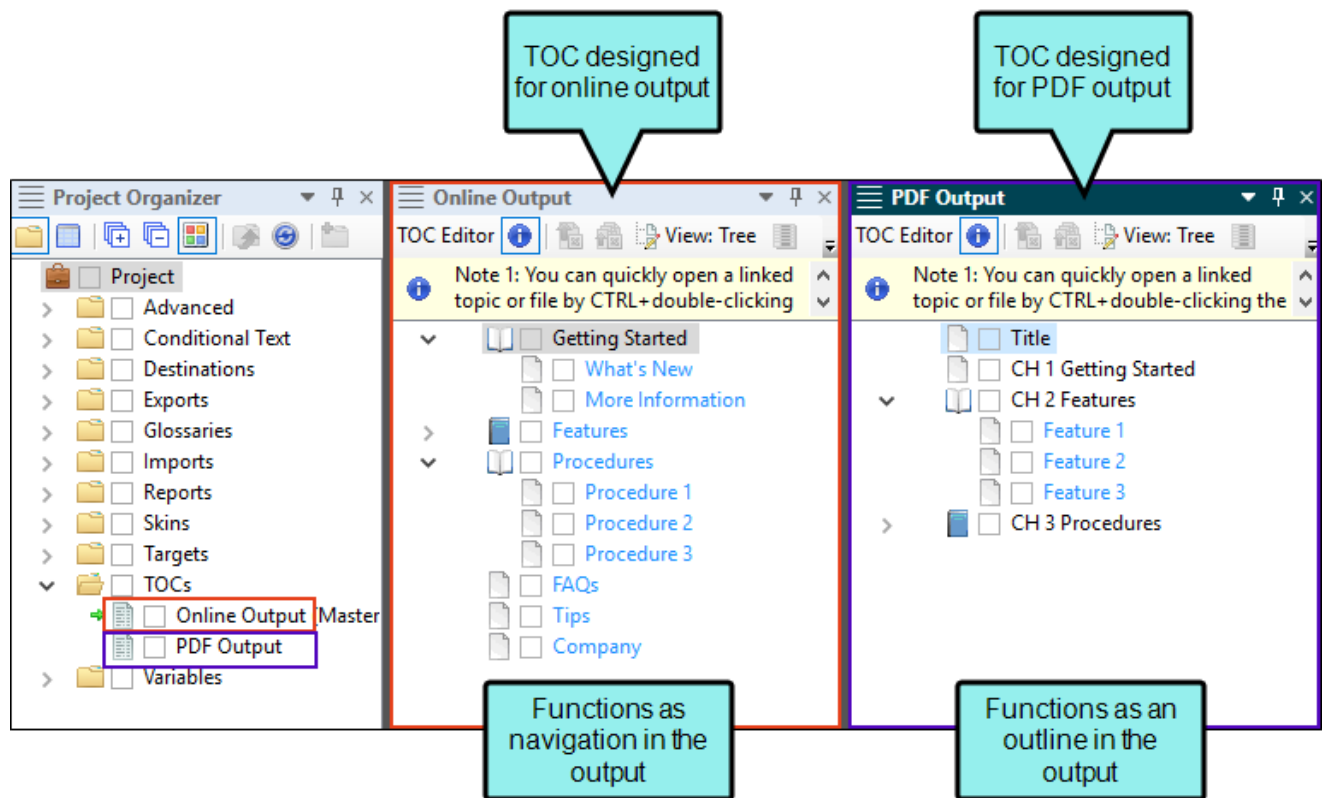 TOC designed
for online output
TOC designed
for PDF output
Project Organizer
Project
Advanced
Conditional Text
Destinations
Exports
Glossaries
Imports
Reports
Skins
Targets
TOCs
Online Output (Master
PDF Output
Variables
Online Output
TOC Editor
View: Tree
Note 1: You can quickly open a linked
topic or file by CTRL+double-clicking
Getting Started
What's New
More Information
Features
Procedures
Procedure 1
Procedure 2
Procedure 3
FAQs
Tips
Company
Functions as
navigation in the
output
PDF Output
TOC Editor
View: Tree
Note 1: You can quickly open a linked
topic or file by CTRL+double-clicking the
Title
CH 1 Getting Started
CH 2 Features
Feature 1
Feature 2
Feature 3
CH 3 Procedures
Functions as an
outline in the
output